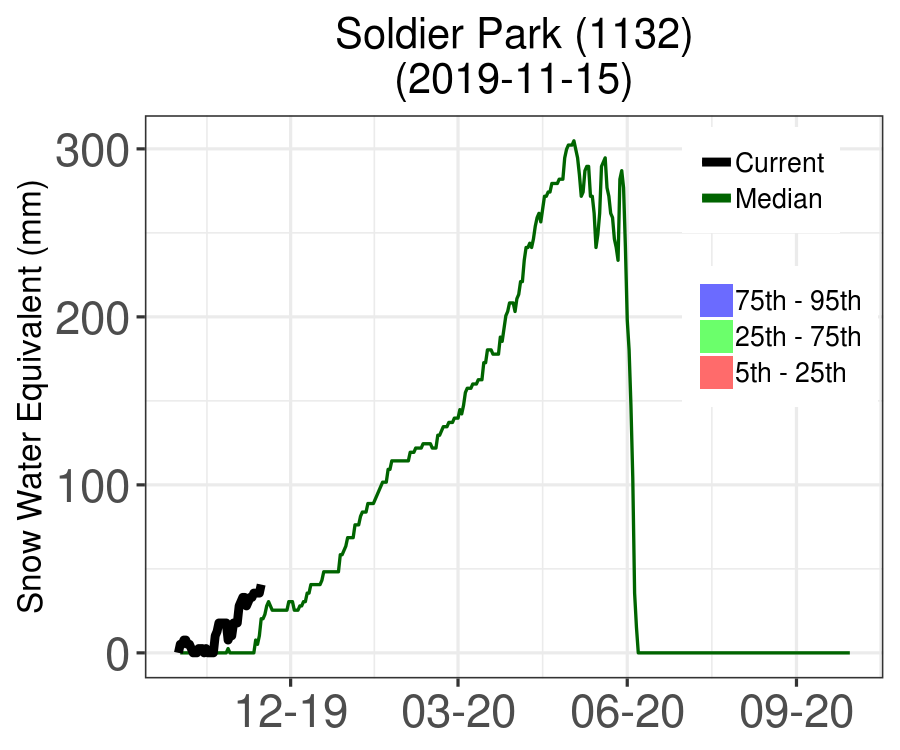 Soldier Park (1132)
(2019-11-15)
Snow Water Equivalent (mm)
300
200
100
0
12-19
03-20
06-20
09-20
Current
Median
75th - 95th
25th - 75th
5th - 25th